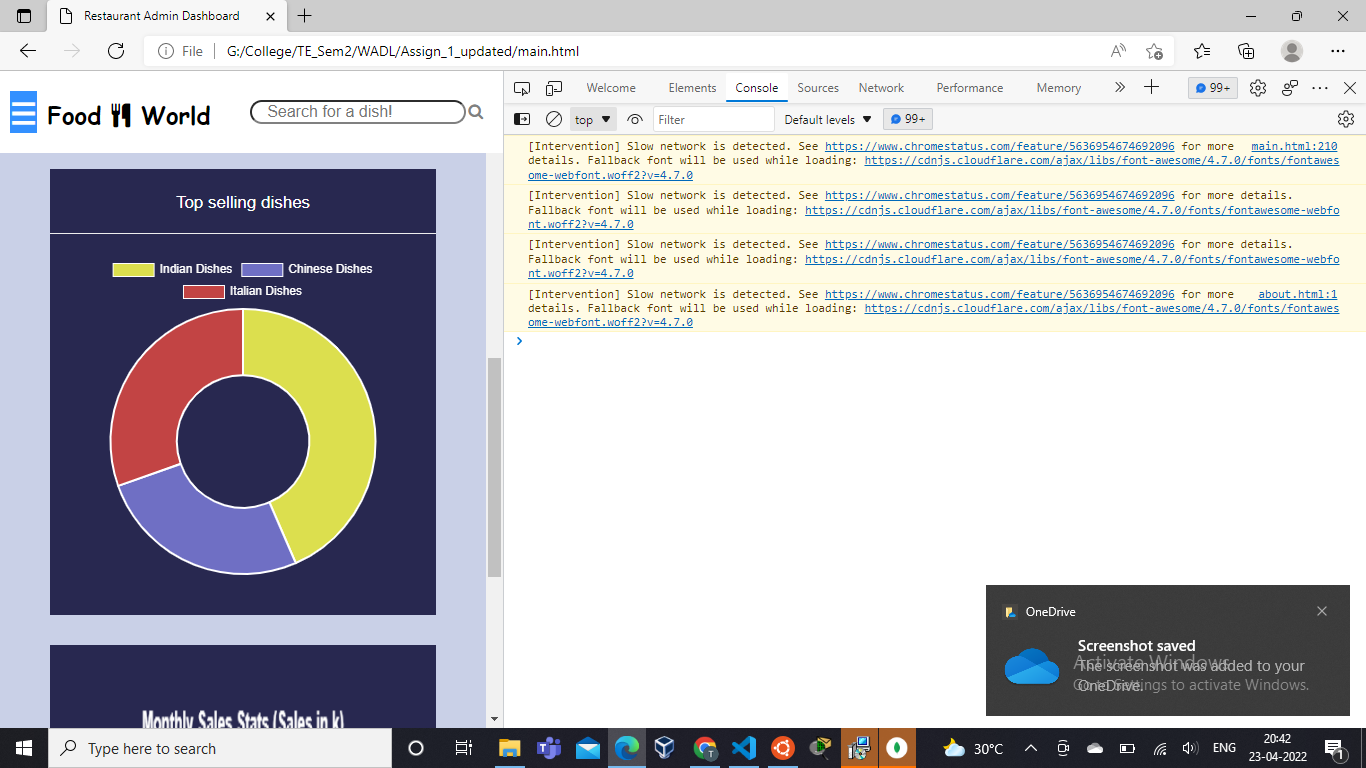 Restaurant Admin Dashboard
File
G:/College/TE_Sem2/WADL/Assign_1_updated/main.html
Food World
Search for a dish!
Top selling dishes
Indian Dishes Chinese Dishes
Italian Dishes
Monthly Sales Stats (Sales in k)
Welcome Elements Console Sources Network Performance Memory 99+
top Filter Default levels 99+
[Intervention] Slow network is detected. See https://www.chromestatus.com/feature/5636954674692096 for more main.html:210
details. Fallback font will be used while loading: https://cdnjs.cloudflare.com/ajax/libs/font-awesome/4.7.0/fonts/fontawes
ome-webfont.woff2?v=4.7.0
[Intervention] Slow network is detected. See https://www.chromestatus.com/feature/5636954674692096 for more details.
Fallback font will be used while loading: https://cdnjs.cloudflare.com/ajax/libs/font-awesome/4.7.0/fonts/fontawesome-webfo
nt.woff2?v=4.7.0
[Intervention] Slow network is detected. See https://www.chromestatus.com/feature/5636954674692096 for more details.
Fallback font will be used while loading: https://cdnjs.cloudflare.com/ajax/libs/font-awesome/4.7.0/fonts/fontawesome-webfo
nt.woff2?v=4.7.0
[Intervention] Slow network is detected. See https://www.chromestatus.com/feature/5636954674692096 for more about.html:1
details. Fallback font will be used while loading: https://cdnjs.cloudflare.com/ajax/libs/font-awesome/4.7.0/fonts/fontawes
ome-webfont.woff2?v=4.7.0
OneDrive
Screenshot saved
The screenshot was added to your
OneDrive.
Activate Windows
Go to Settings to activate Windows.
Type here to search
30°C
ENG
20:42
23-04-2022
1